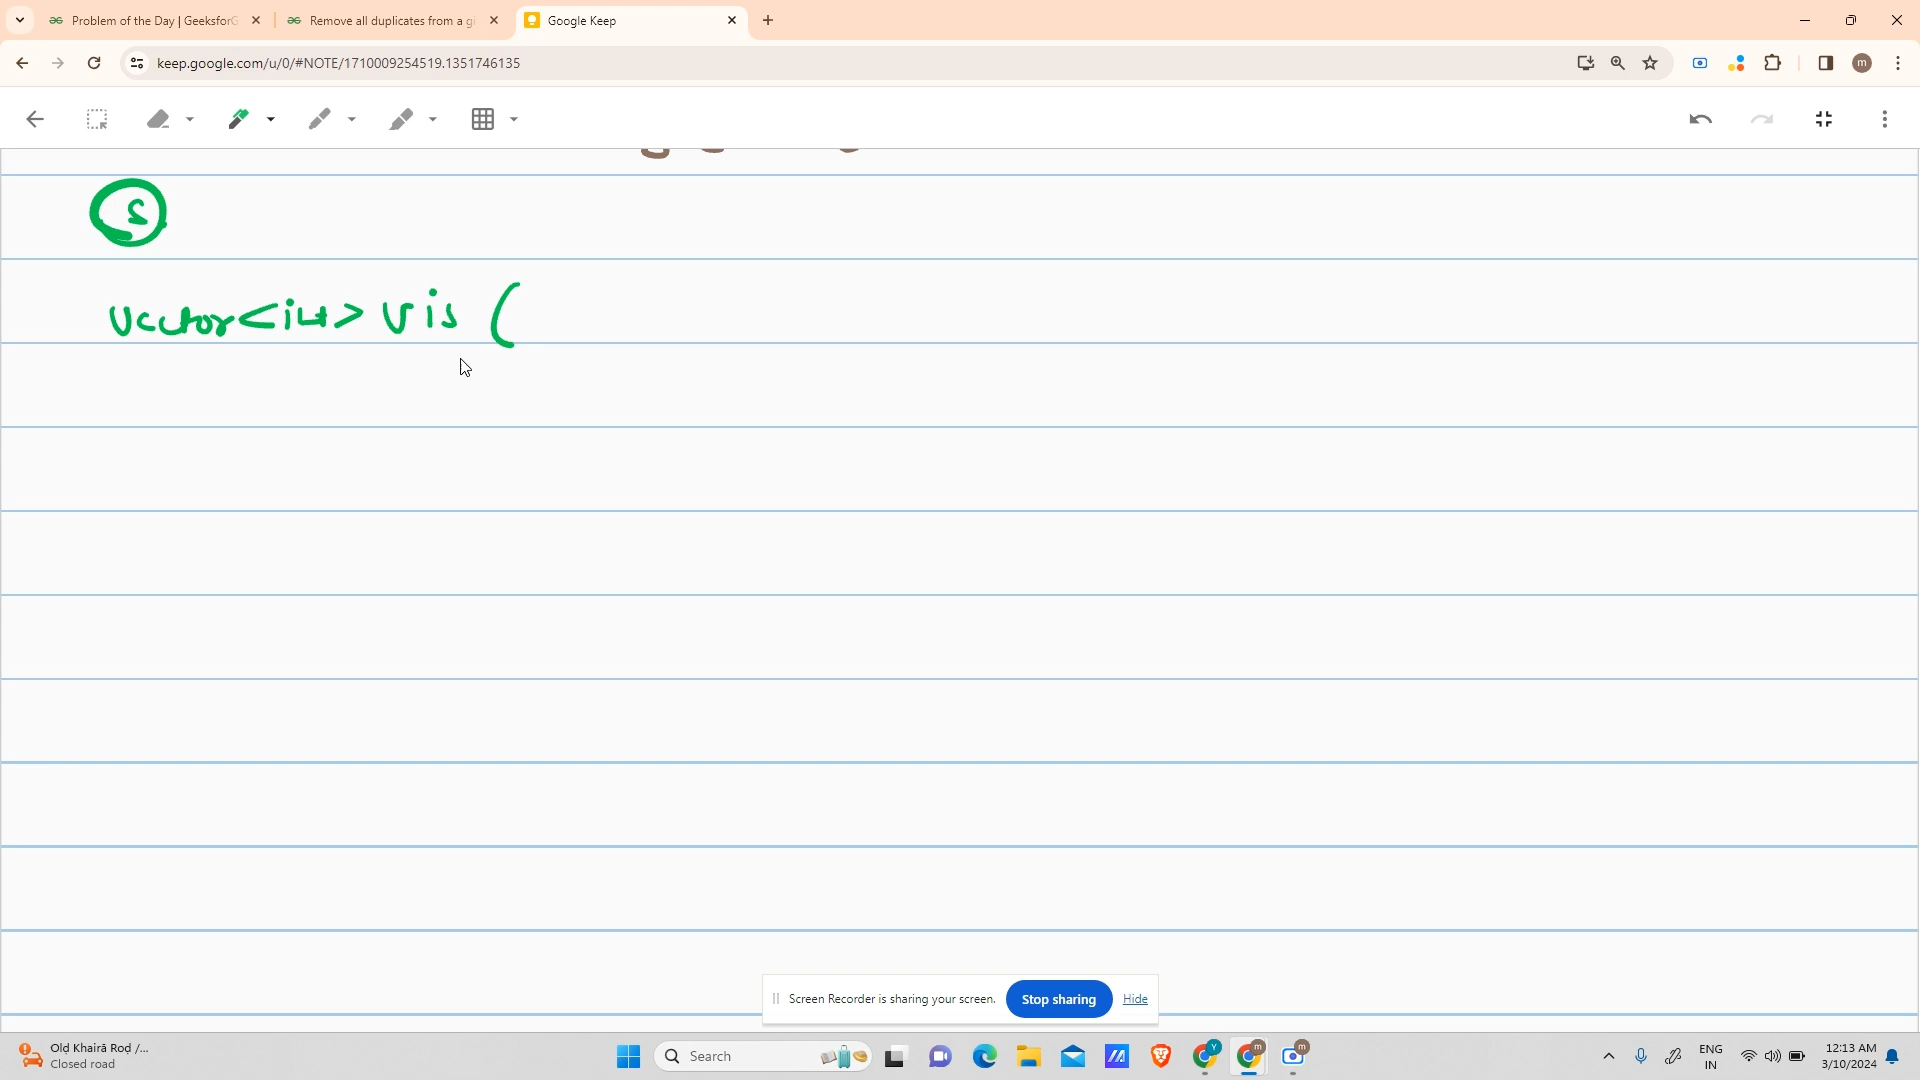 Problem of the Day | GeeksforG
Remove all duplicates from a gi
Google Keep
keep.google.com/u/0/#NOTE/1710009254519.1351746135
m
S
vector<int> vis (
Screen Recorder is sharing your screen.
Stop sharing
Hide
Old Khairā Roḍ /...
Closed road
Search
Y
m
m
ENG
IN
12:13 AM
3/10/2024